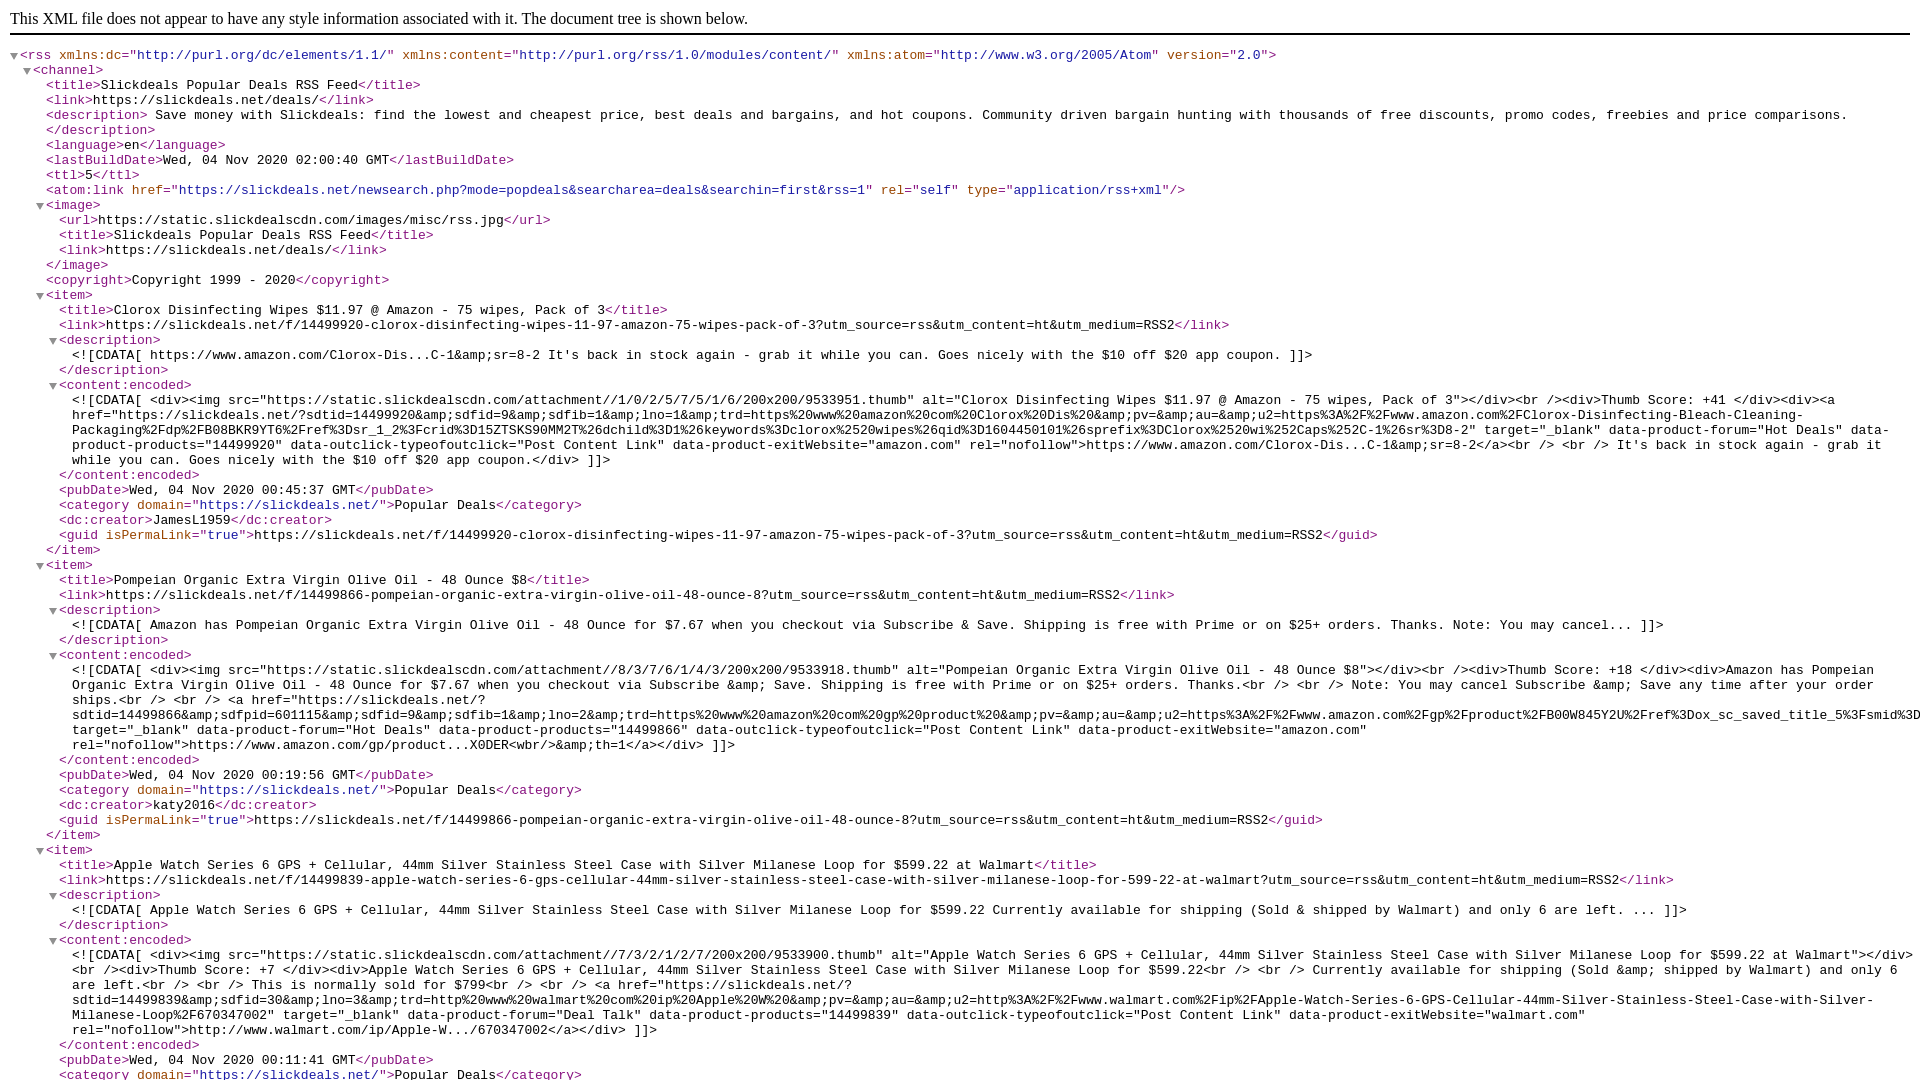 This XML file does not appear to have any style information associated with it. The document tree is shown below.
<rss xmlns:dc="http://purl.org/dc/elements/1.1/" xmlns:content="http://purl.org/rss/1.0/modules/content/" xmlns:atom="http://www.w3.org/2005/Atom" version="2.0">
<channel>
<title>Slickdeals Popular Deals RSS Feed</title>
<link>https://slickdeals.net/deals/</link>
<description> Save money with Slickdeals: find the lowest and cheapest price, best deals and bargains, and hot coupons. Community driven bargain hunting with thousands of free discounts, promo codes, freebies and price comparisons.
</description>
<language>en</language>
<lastBuildDate>Wed, 04 Nov 2020 02:00:40 GMT</lastBuildDate>
<ttl>5</ttl>
<atom:link href="https://slickdeals.net/newsearch.php?mode=popdeals&searcharea=deals&searchin=first&rss=1" rel="self" type="application/rss+xml"/>
<image>
<url>https://static.slickdealscdn.com/images/misc/rss.jpg</url>
<title>Slickdeals Popular Deals RSS Feed</title>
<link>https://slickdeals.net/deals/</link>
</image>
<copyright>Copyright 1999 - 2020</copyright>
<item>
<title>Clorox Disinfecting Wipes $11.97 @ Amazon - 75 wipes, Pack of 3</title>
<link>https://slickdeals.net/f/14499920-clorox-disinfecting-wipes-11-97-amazon-75-wipes-pack-of-3?utm_source=rss&utm_content=ht&utm_medium=RSS2</link>
<description>
<![CDATA[ https://www.amazon.com/Clorox-Dis...C-1&amp;sr=8-2 It's back in stock again - grab it while you can. Goes nicely with the $10 off $20 app coupon. ]]>
</description>
<content:encoded>
<![CDATA[ <div><img src="https://static.slickdealscdn.com/attachment//1/0/2/5/7/5/1/6/200x200/9533951.thumb" alt="Clorox Disinfecting Wipes $11.97 @ Amazon - 75 wipes, Pack of 3"></div><br /><div>Thumb Score: +41 </div><div><a
href="https://slickdeals.net/?sdtid=14499920&amp;sdfid=9&amp;sdfib=1&amp;lno=1&amp;trd=https%20www%20amazon%20com%20Clorox%20Dis%20&amp;pv=&amp;au=&amp;u2=https%3A%2F%2Fwww.amazon.com%2FClorox-Disinfecting-Bleach-Cleaning-
Packaging%2Fdp%2FB08BKR9YT6%2Fref%3Dsr_1_2%3Fcrid%3D15ZTSKS90MM2T%26dchild%3D1%26keywords%3Dclorox%2520wipes%26qid%3D1604450101%26sprefix%3DClorox%2520wi%252Caps%252C-1%26sr%3D8-2" target="_blank" data-product-forum="Hot Deals" data-
product-products="14499920" data-outclick-typeofoutclick="Post Content Link" data-product-exitWebsite="amazon.com" rel="nofollow">https://www.amazon.com/Clorox-Dis...C-1&amp;sr=8-2</a><br /> <br /> It's back in stock again - grab it
while you can. Goes nicely with the $10 off $20 app coupon.</div> ]]>
</content:encoded>
<pubDate>Wed, 04 Nov 2020 00:45:37 GMT</pubDate>
<category domain="https://slickdeals.net/">Popular Deals</category>
<dc:creator>JamesL1959</dc:creator>
<guid isPermaLink="true">https://slickdeals.net/f/14499920-clorox-disinfecting-wipes-11-97-amazon-75-wipes-pack-of-3?utm_source=rss&utm_content=ht&utm_medium=RSS2</guid>
</item>
<item>
<title>Pompeian Organic Extra Virgin Olive Oil - 48 Ounce $8</title>
<link>https://slickdeals.net/f/14499866-pompeian-organic-extra-virgin-olive-oil-48-ounce-8?utm_source=rss&utm_content=ht&utm_medium=RSS2</link>
<description>
<![CDATA[ Amazon has Pompeian Organic Extra Virgin Olive Oil - 48 Ounce for $7.67 when you checkout via Subscribe & Save. Shipping is free with Prime or on $25+ orders. Thanks. Note: You may cancel... ]]>
</description>
<content:encoded>
<![CDATA[ <div><img src="https://static.slickdealscdn.com/attachment//8/3/7/6/1/4/3/200x200/9533918.thumb" alt="Pompeian Organic Extra Virgin Olive Oil - 48 Ounce $8"></div><br /><div>Thumb Score: +18 </div><div>Amazon has Pompeian
Organic Extra Virgin Olive Oil - 48 Ounce for $7.67 when you checkout via Subscribe &amp; Save. Shipping is free with Prime or on $25+ orders. Thanks.<br /> <br /> Note: You may cancel Subscribe &amp; Save any time after your order
ships.<br /> <br /> <a href="https://slickdeals.net/?
sdtid=14499866&amp;sdfpid=601115&amp;sdfid=9&amp;sdfib=1&amp;lno=2&amp;trd=https%20www%20amazon%20com%20gp%20product%20&amp;pv=&amp;au=&amp;u2=https%3A%2F%2Fwww.amazon.com%2Fgp%2Fproduct%2FB00W845Y2U%2Fref%3Dox_sc_saved_title_5%3Fsmid%3D
target="_blank" data-product-forum="Hot Deals" data-product-products="14499866" data-outclick-typeofoutclick="Post Content Link" data-product-exitWebsite="amazon.com"
rel="nofollow">https://www.amazon.com/gp/product...X0DER<wbr/>&amp;th=1</a></div> ]]>
</content:encoded>
<pubDate>Wed, 04 Nov 2020 00:19:56 GMT</pubDate>
<category domain="https://slickdeals.net/">Popular Deals</category>
<dc:creator>katy2016</dc:creator>
<guid isPermaLink="true">https://slickdeals.net/f/14499866-pompeian-organic-extra-virgin-olive-oil-48-ounce-8?utm_source=rss&utm_content=ht&utm_medium=RSS2</guid>
</item>
<item>
<title>Apple Watch Series 6 GPS + Cellular, 44mm Silver Stainless Steel Case with Silver Milanese Loop for $599.22 at Walmart</title>
<link>https://slickdeals.net/f/14499839-apple-watch-series-6-gps-cellular-44mm-silver-stainless-steel-case-with-silver-milanese-loop-for-599-22-at-walmart?utm_source=rss&utm_content=ht&utm_medium=RSS2</link>
<description>
<![CDATA[ Apple Watch Series 6 GPS + Cellular, 44mm Silver Stainless Steel Case with Silver Milanese Loop for $599.22 Currently available for shipping (Sold & shipped by Walmart) and only 6 are left. ... ]]>
</description>
<content:encoded>
<![CDATA[ <div><img src="https://static.slickdealscdn.com/attachment//7/3/2/1/2/7/200x200/9533900.thumb" alt="Apple Watch Series 6 GPS + Cellular, 44mm Silver Stainless Steel Case with Silver Milanese Loop for $599.22 at Walmart"></div>
<br /><div>Thumb Score: +7 </div><div>Apple Watch Series 6 GPS + Cellular, 44mm Silver Stainless Steel Case with Silver Milanese Loop for $599.22<br /> <br /> Currently available for shipping (Sold &amp; shipped by Walmart) and only 6
are left.<br /> <br /> This is normally sold for $799<br /> <br /> <a href="https://slickdeals.net/?
sdtid=14499839&amp;sdfid=30&amp;lno=3&amp;trd=http%20www%20walmart%20com%20ip%20Apple%20W%20&amp;pv=&amp;au=&amp;u2=http%3A%2F%2Fwww.walmart.com%2Fip%2FApple-Watch-Series-6-GPS-Cellular-44mm-Silver-Stainless-Steel-Case-with-Silver-
Milanese-Loop%2F670347002" target="_blank" data-product-forum="Deal Talk" data-product-products="14499839" data-outclick-typeofoutclick="Post Content Link" data-product-exitWebsite="walmart.com"
rel="nofollow">http://www.walmart.com/ip/Apple-W.../670347002</a></div> ]]>
</content:encoded>
<pubDate>Wed, 04 Nov 2020 00:11:41 GMT</pubDate>
<category domain="https://slickdeals.net/">Popular Deals</category>